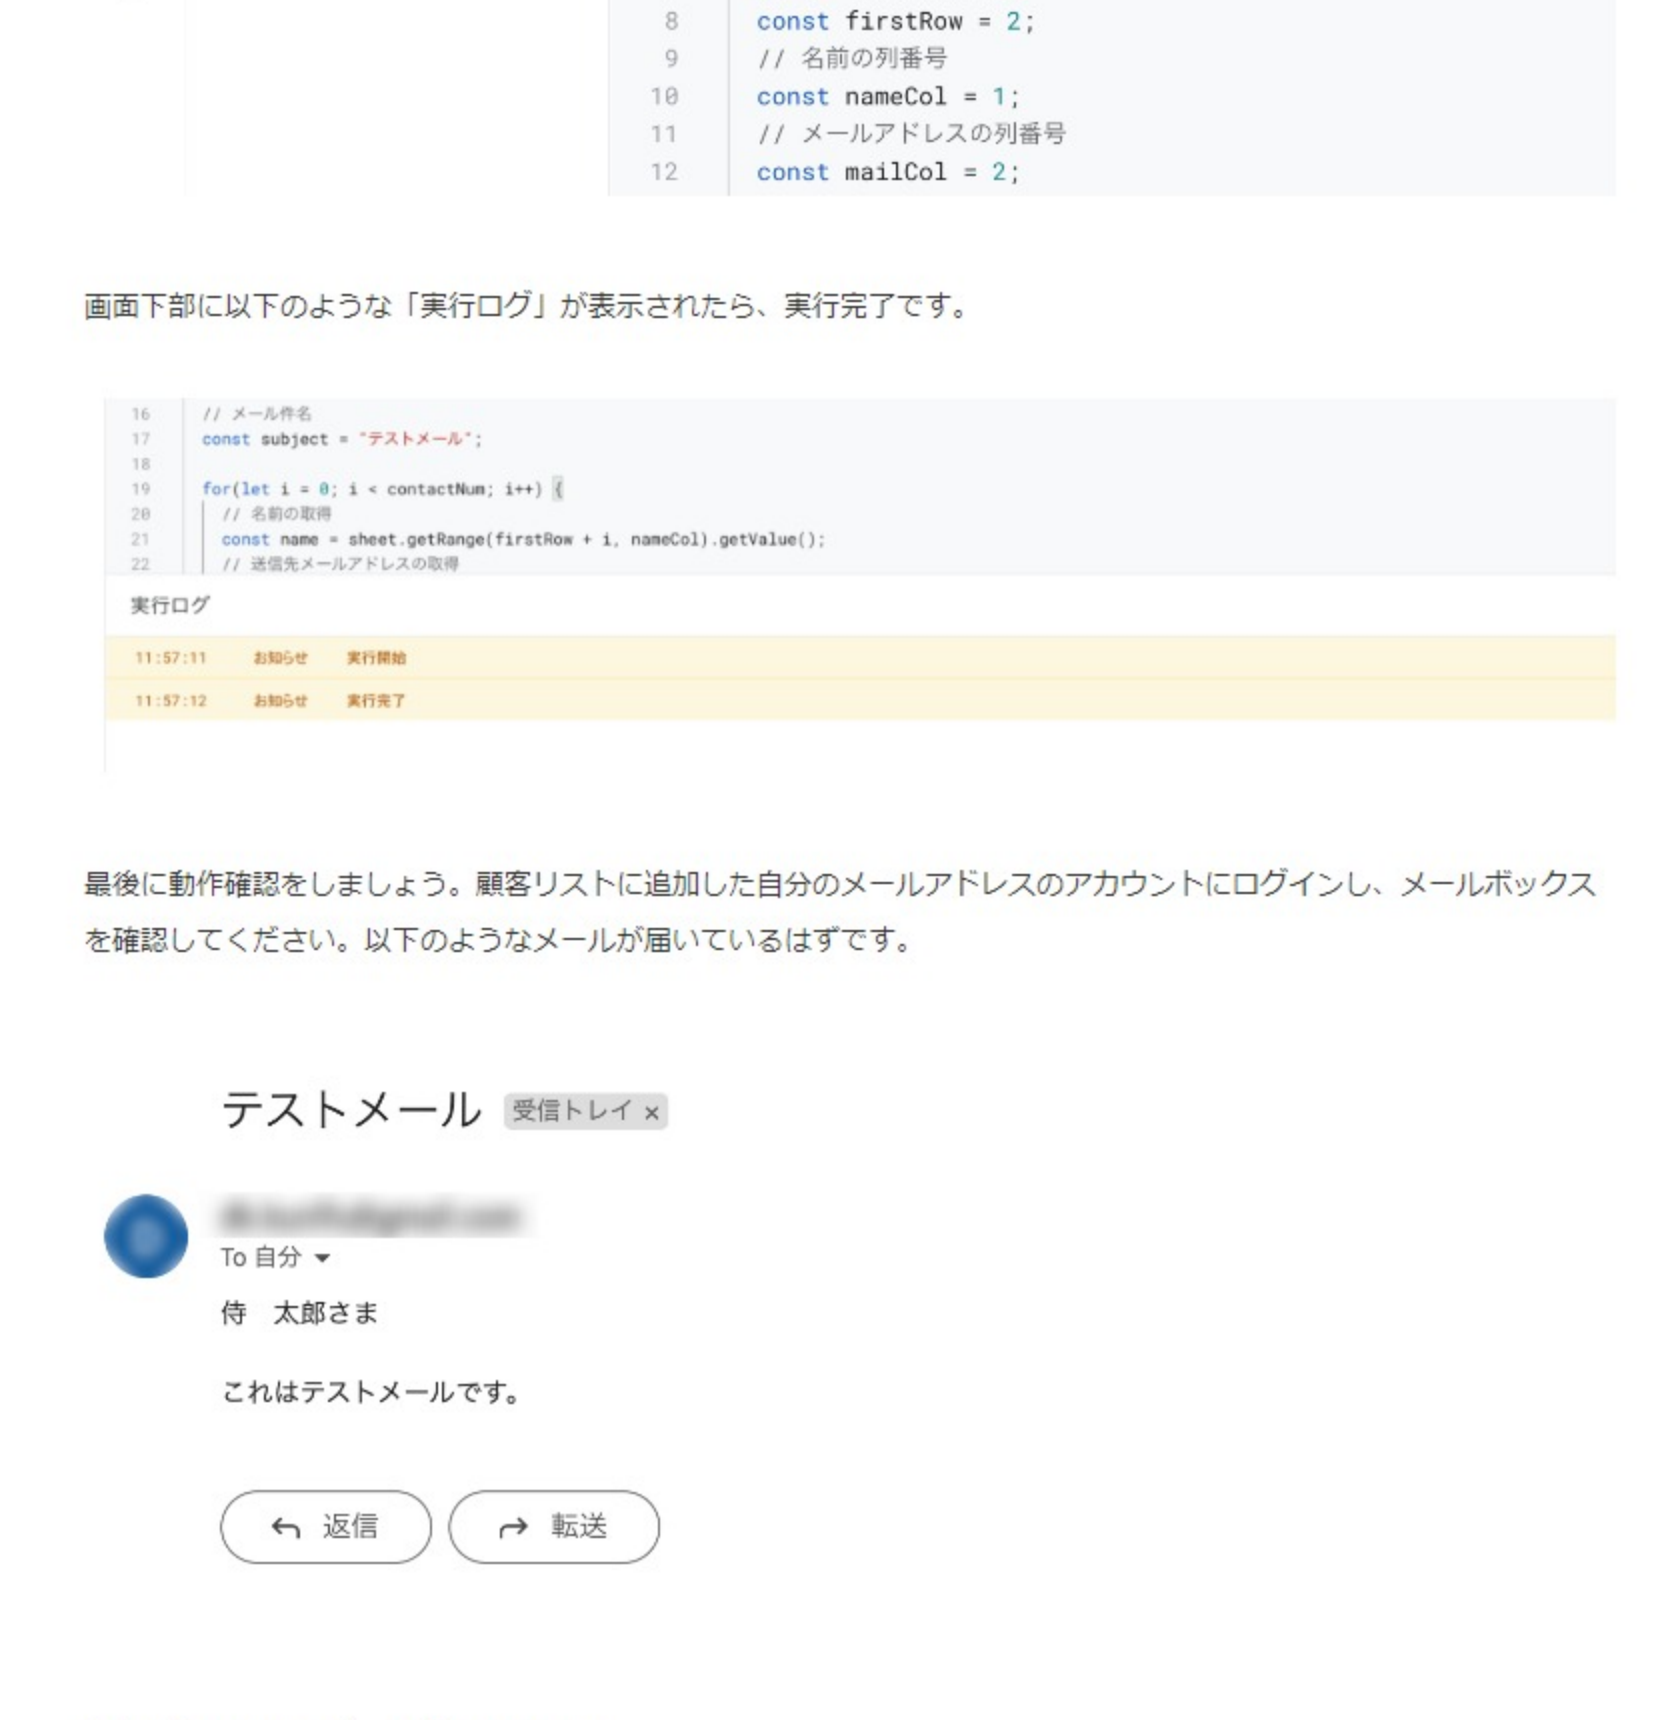 8 const firstRow = 2;
9 // 名前の列番号
10 const nameCol = 1;
11 // メールアドレスの列番号
12 const mailCol = 2;
画面下部に以下のような「実行ログ」が表示されたら、実行完了です。
16 // メール件名
17 const subject = "テストメール";
18
19 for(let i = 0; i < contactNum; i++) {
20 // 名前の取得
21 const name = sheet.getRange(firstRow + i, nameCol).getValue();
22 // 送信先メールアドレスの取得
実行ログ
11:57:11 お知らせ 実行開始
11:57:12 お知らせ 実行完了
最後に動作確認をしましょう。顧客リストに追加した自分のメールアドレスのアカウントにログインし、メールボックス
を確認してください。以下のようなメールが届いているはずです。
テストメール 受信トレイ ×
To 自分
侍 太郎さま
これはテストメールです。
返信 転送